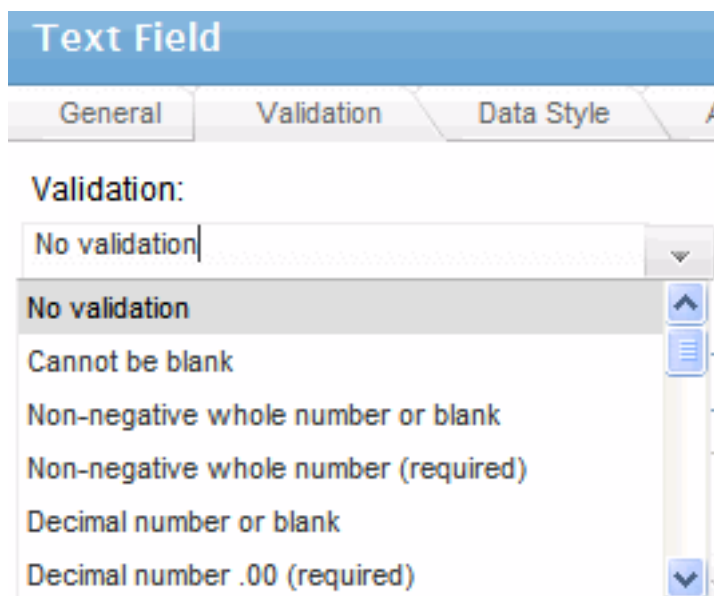 Text Field
General Validation Data Style
Validation:
No validation
No validation
Cannot be blank
Non-negative whole number or blank
Non-negative whole number (required)
Decimal number or blank
Decimal number .00 (required)